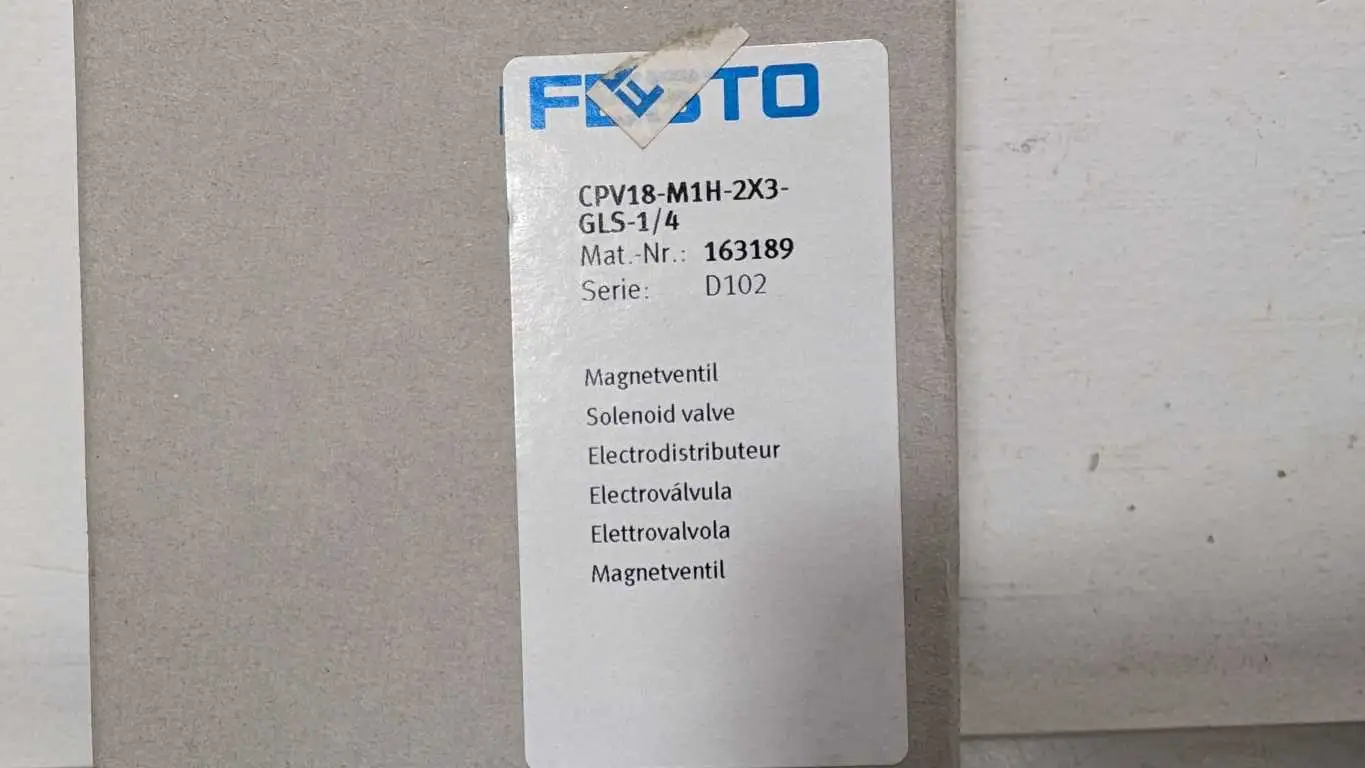 FESTO
CPV18-M1H-2X3-
GLS-1/4
Mat.-Nr.: 163189
Serie: D102
Magnetventil
Solenoid valve
Electrodistributeur
Electroválvula
Elettrovalvola
Magnetventil